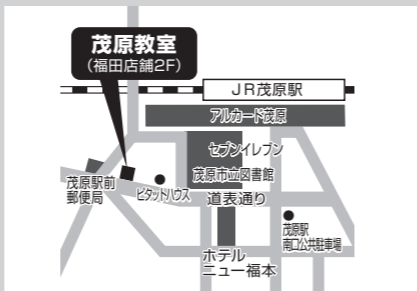 茂原教室
(福田店舗2F)
JR茂原駅
アルカード茂原
セブンイレブン
茂原市立図書館
茂原駅前
郵便局
ピタットハウス
道表通り
茂原駅
南口公共駐車場
ホテル
ニュー福本